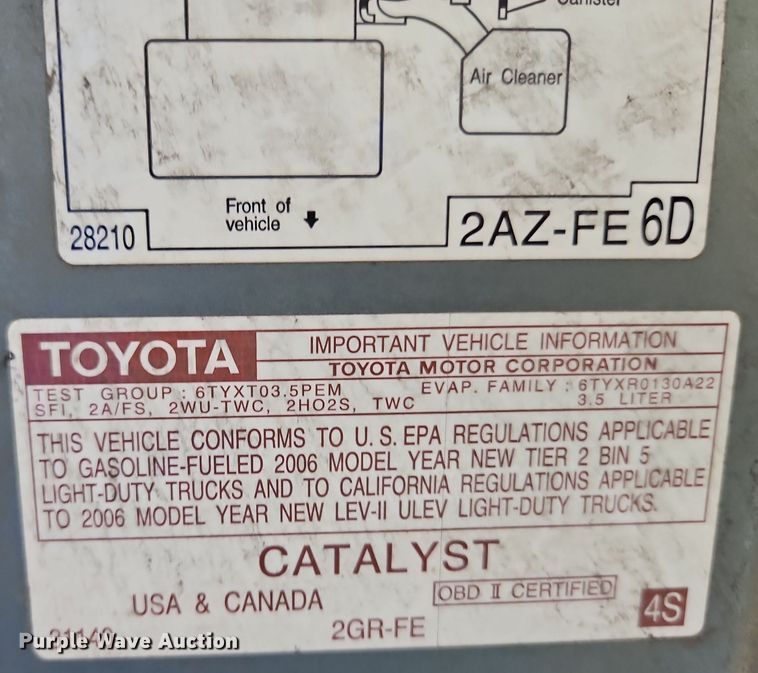 Air Cleaner
Front of
vehicle
28210
2AZ-FE 6D
TOYOTA
IMPORTANT VEHICLE INFORMATION
TOYOTA MOTOR CORPORATION
TEST GROUP : 6TYXT03.5PEM EVAP. FAMILY : 6TYXR0130A22
SFI, 2A/FS, 2WU-TWC, 2HO2S, TWC 3.5 LITER
THIS VEHICLE CONFORMS TO U.S.EPA REGULATIONS APPLICABLE
TO GASOLINE-FUELED 2006 MODEL YEAR NEW TIER 2 BIN 5
LIGHT-DUTY TRUCKS AND TO CALIFORNIA REGULATIONS APPLICABLE
TO 2006 MODEL YEAR NEW LEV-II ULEV LIGHT-DUTY TRUCKS.
CATALYST
USA & CANADA
OBD II CERTIFIED
4S
2GR-FE
Purple Wave Auction